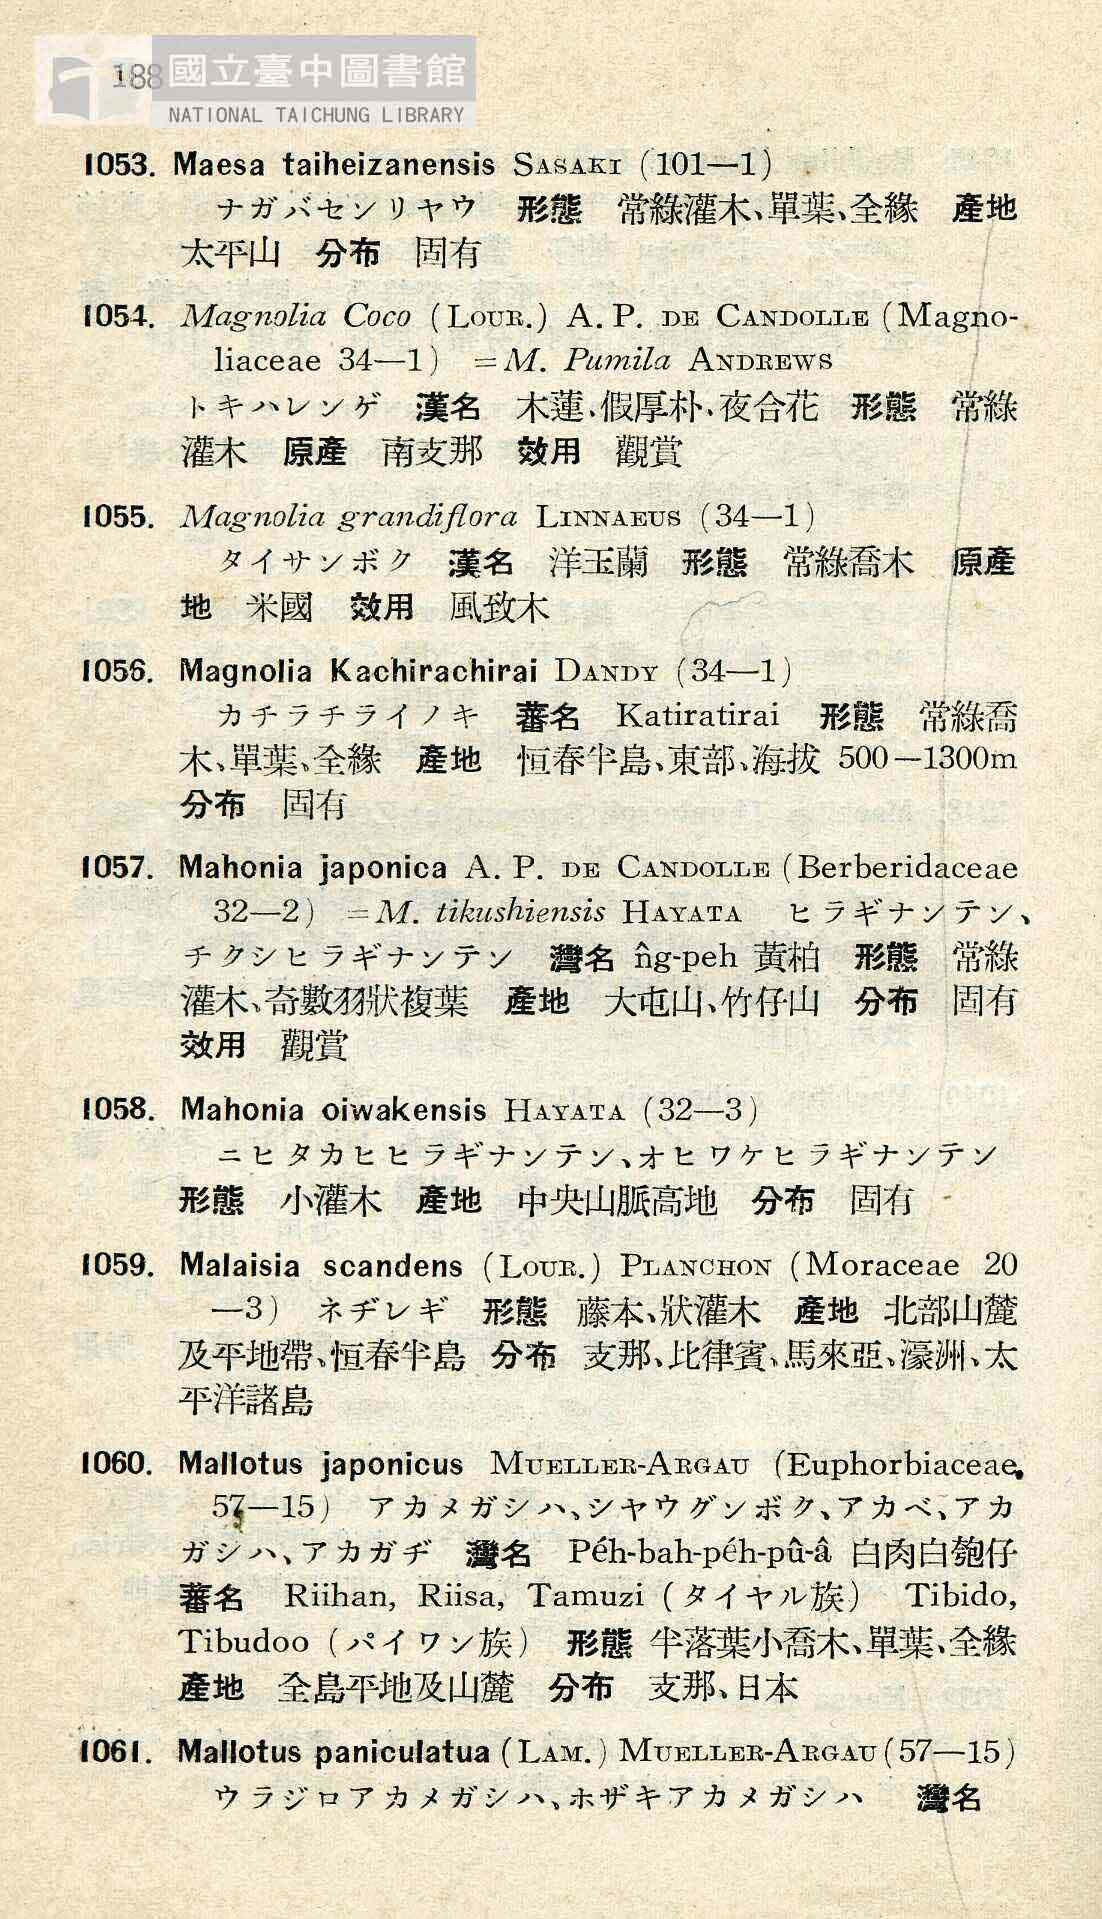 188
國立臺中圖書館
NATIONAL TAICHUNG LIBRARY
1053. Maesa taiheizanensis SASAKI (101—1)
ナガバセンリヤウ 形態 常綠灌木、單葉、全緣 產地
太平山 分布 固有
1054. Magnolia Coco (LOUR.) A. P. DE CANDOLLE (Magno-
liaceae 34—1) =M. Pumila ANDREWS
トキハレンゲ 漢名 木蓮、假厚朴、夜合花 形態 常綠
灌木 原產 南支那 效用 觀賞
1055. Magnolia grandiflora LINNAEUS (34—1)
タイサンボク 漢名 洋玉蘭 形態 常綠喬木 原產
地 米國 效用 風致木
1056. Magnolia Kachirachirai DANDY (34—1)
カチラチライノキ 蕃名 Katiratirai 形態 常綠喬
木、單葉、全緣 產地 恒春半島、東部、海拔 500—1300m
分布 固有
1057. Mahonia japonica A. P. DE CANDOLLE (Berberidaceae
32—2) =M. tikushiensis HAYATA ヒラギナンテン、
チクシヒラギナンテン 灣名 n̂g-peh 黃柏 形態 常綠
灌木、奇數羽狀複葉 產地 大屯山、竹仔山 分布 固有
效用 觀賞
1058. Mahonia oiwakensis HAYATA (32—3)
ニヒタカヒヒラギナンテン、オヒワケヒラギナンテン
形態 小灌木 產地 中央山脈高地 分布 固有
1059. Malaisia scandens (LOUR.) PLANCHON (Moraceae 20
—3) ネヂレギ 形態 藤本、狀灌木 產地 北部山麓
及平地帶、恒春半島 分布 支那、比律賓、馬來亞、濠洲、太
平洋諸島
1060. Mallotus japonicus MUELLER-ARGAU (Euphorbiaceae,
57—15) アカメガシハ、シヤウグンボク、アカベ、アカ
ガシハ、アカガヂ 灣名 Péh-bah-péh-pû-â 白肉白匏仔
蕃名 Riihan, Riisa, Tamuzi (タイヤル族) Tibido,
Tibudoo (パイワン族) 形態 半落葉小喬木、單葉、全緣
產地 全島平地及山麓 分布 支那、日本
1061. Mallotus paniculatua (LAM.) MUELLER-ARGAU (57—15)
ウラジロアカメガシハ、ホザキアカメガシハ 灣名